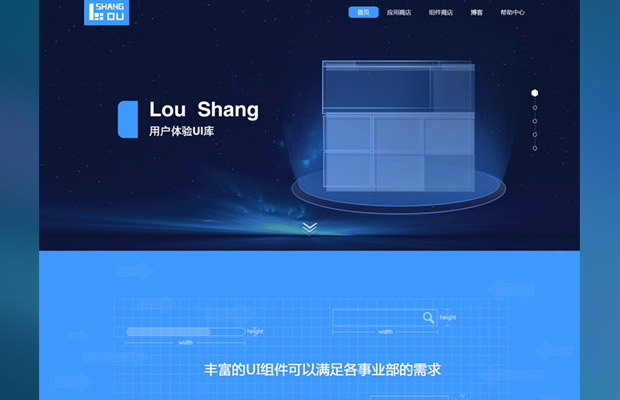 SHANG
OU
首页 应用商店 组件商店 博客 帮助中心
Lou Shang
用户体验UI库
height
height
width
width
丰富的UI组件可以满足各事业部的需求